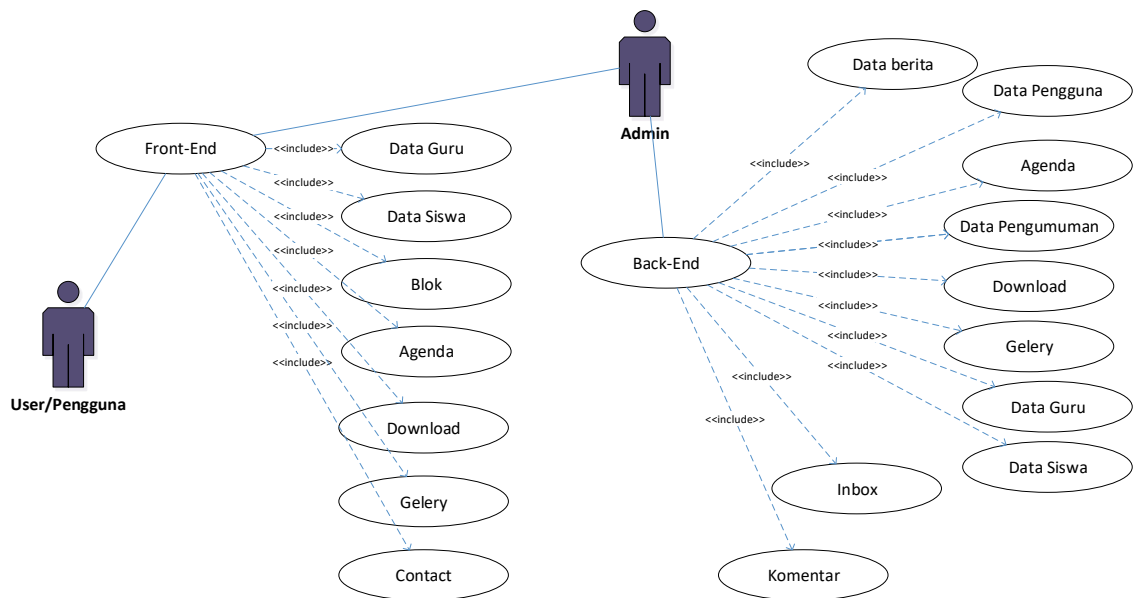 Admin
User/Pengguna
Front-End
<<include>>
Data Guru
<<include>>
Data Siswa
<<include>>
Blok
<<include>>
Agenda
<<include>>
Download
<<include>>
Gelery
<<include>>
Contact
Back-End
<<include>>
Data berita
<<include>>
Data Pengguna
<<include>>
Agenda
<<include>>
Data Pengumuman
<<include>>
Download
<<include>>
Gelery
<<include>>
Data Guru
<<include>>
Data Siswa
<<include>>
Inbox
<<include>>
Komentar